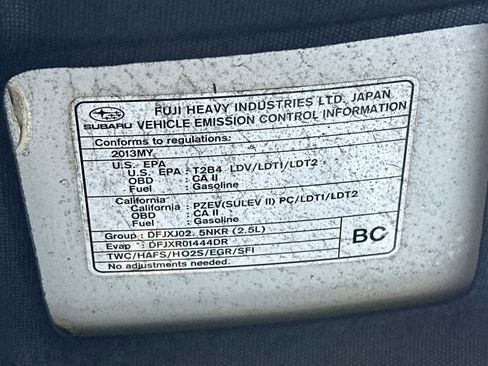 FUJI HEAVY INDUSTRIES LTD. JAPAN
SUBARU VEHICLE EMISSION CONTROL INFORMATION
Conforms to regulations:
2013MY
U.S. EPA
U.S. EPA : T2B4 LDV/LDT1/LDT2
OBD : CA II
Fuel : Gasoline
California
California : PZEV(SULEV II) PC/LDT1/LDT2
OBD : CA II
Fuel : Gasoline
Group : DFJXJ02. 5NKR (2.5L)
Evap : DFJXR01444DR
TWC/HAFS/HO2S/EGR/SFI
No adjustments needed.
BC